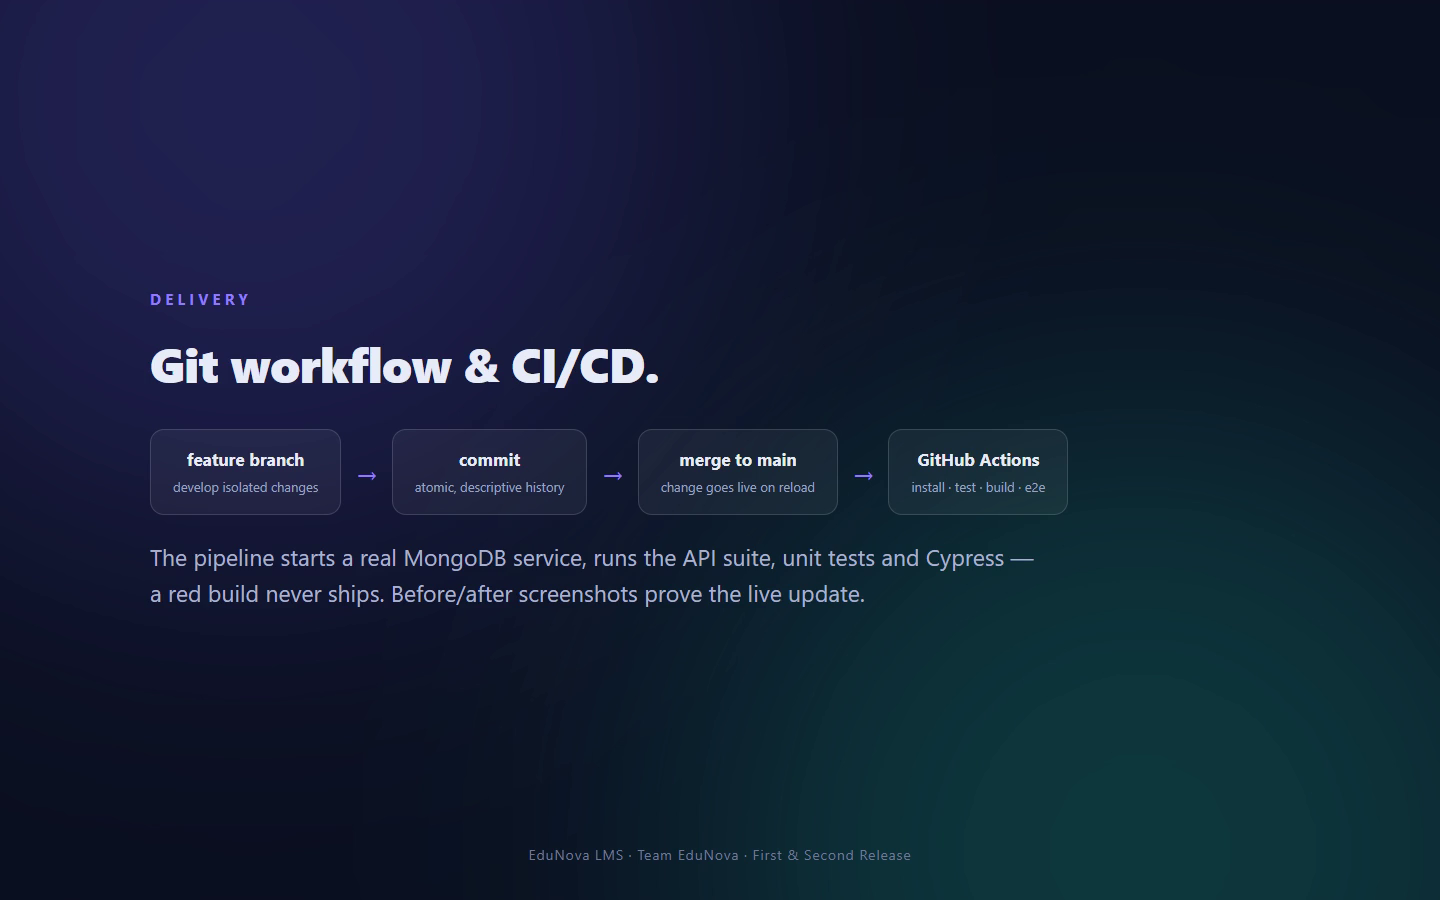 DELIVERY
Git workflow & CI/CD.
feature branch
develop isolated changes
→
commit
atomic, descriptive history
→
merge to main
change goes live on reload
→
GitHub Actions
install · test · build · e2e
The pipeline starts a real MongoDB service, runs the API suite, unit tests and Cypress —
a red build never ships. Before/after screenshots prove the live update.
EduNova LMS · Team EduNova · First & Second Release